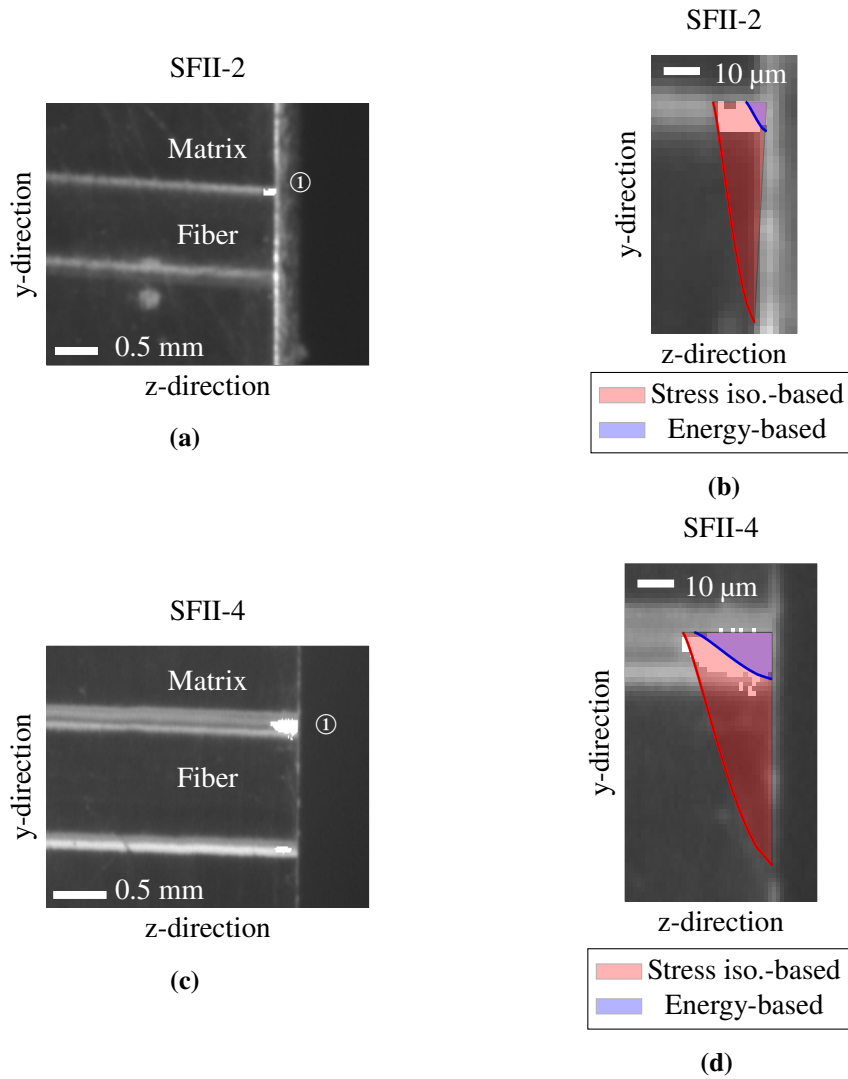 SFII-2
Matrix
①
Fiber
y-direction
0.5 mm
z-direction
(a)
SFII-2
10 µm
y-direction
z-direction
Stress iso.-based
Energy-based
(b)
SFII-4
Matrix
①
Fiber
y-direction
0.5 mm
z-direction
(c)
SFII-4
10 µm
y-direction
z-direction
Stress iso.-based
Energy-based
(d)